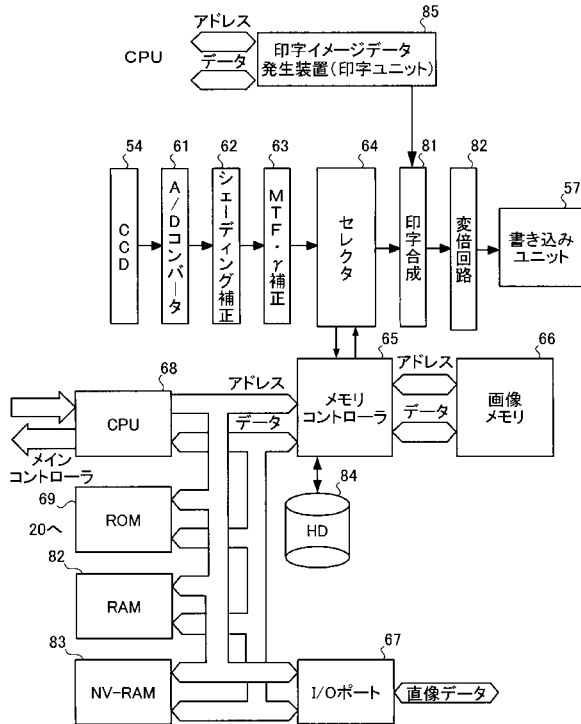 85
アドレス
CPU
データ
印字イメージデータ
発生装置(印字ユニット)
54
61
62
63
64
81
82
57
CCD
A/Dコンバータ
シェーディング補正
MTF・γ補正
セレクタ
印字合成
変倍回路
書き込み
ユニット
68
65
66
アドレス
アドレス
CPU
メモリ
コントローラ
画像
メモリ
データ
データ
メイン
コントローラ
69
84
20へ
ROM
HD
82
RAM
83
67
NV-RAM
I/Oポート
直像データ